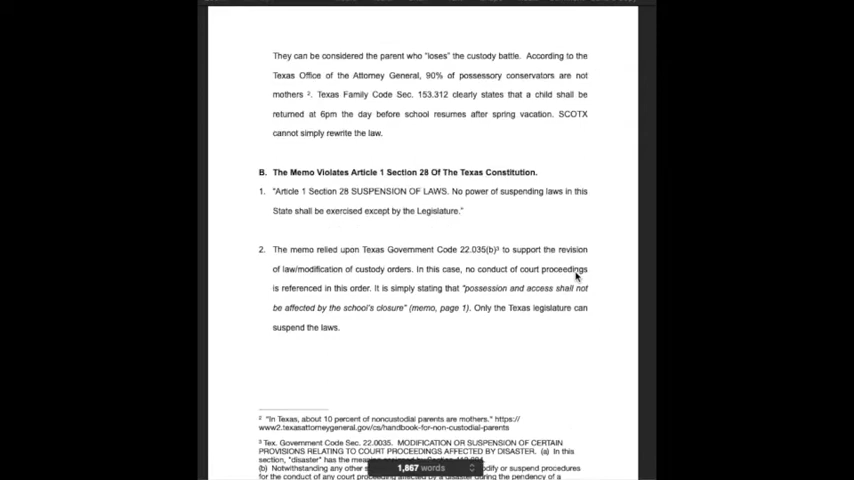 They can be considered the parent who “loses” the custody battle. According to the
Texas Office of the Attorney General, 90% of possessory conservators are not
mothers ². Texas Family Code Sec. 153.312 clearly states that a child shall be
returned at 6pm the day before school resumes after spring vacation. SCOTX
cannot simply rewrite the law.
B. The Memo Violates Article 1 Section 28 Of The Texas Constitution.
1. “Article 1 Section 28 SUSPENSION OF LAWS. No power of suspending laws in this
State shall be exercised except by the Legislature.”
2. The memo relied upon Texas Government Code 22.035(b)³ to support the revision
of law/modification of custody orders. In this case, no conduct of court proceedings
is referenced in this order. It is simply stating that “possession and access shall not
be affected by the school’s closure” (memo, page 1). Only the Texas legislature can
suspend the laws.
² “In Texas, about 10 percent of noncustodial parents are mothers.” https://
www2.texasattorneygeneral.gov/cs/handbook-for-non-custodial-parents
³ Tex. Government Code Sec. 22.0035. MODIFICATION OR SUSPENSION OF CERTAIN
PROVISIONS RELATING TO COURT PROCEEDINGS AFFECTED BY DISASTER. (a) In this
section, "disaster" has the
(b) Notwithstanding any other dify or suspend procedures
for the conduct of any court
1,867 words